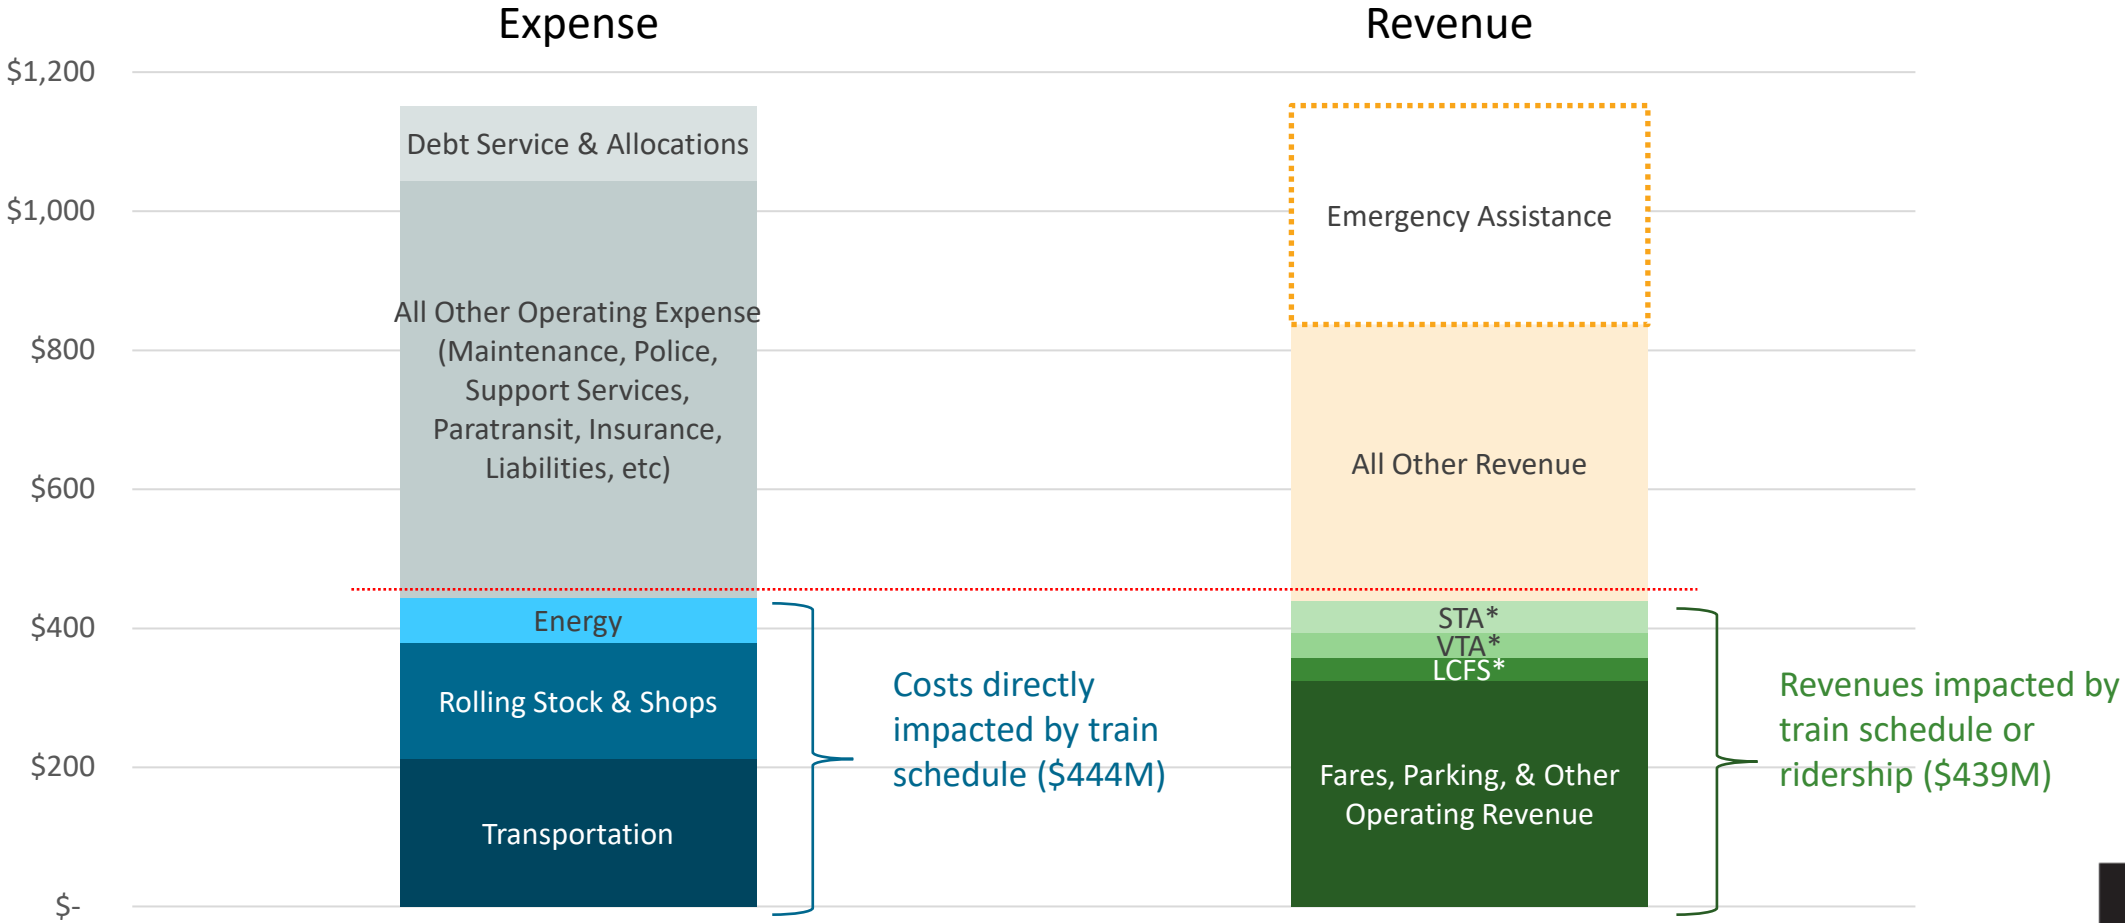 Expense
Revenue
$1,200
$1,000
$800
$600
$400
$200
$-
Debt Service & Allocations
All Other Operating Expense
(Maintenance, Police,
Support Services,
Paratransit, Insurance,
Liabilities, etc)
Energy
Rolling Stock & Shops
Transportation
Costs directly
impacted by train
schedule ($444M)
Emergency Assistance
All Other Revenue
STA*
VTA*
LCFS*
Fares, Parking, & Other
Operating Revenue
Revenues impacted by
train schedule or
ridership ($439M)